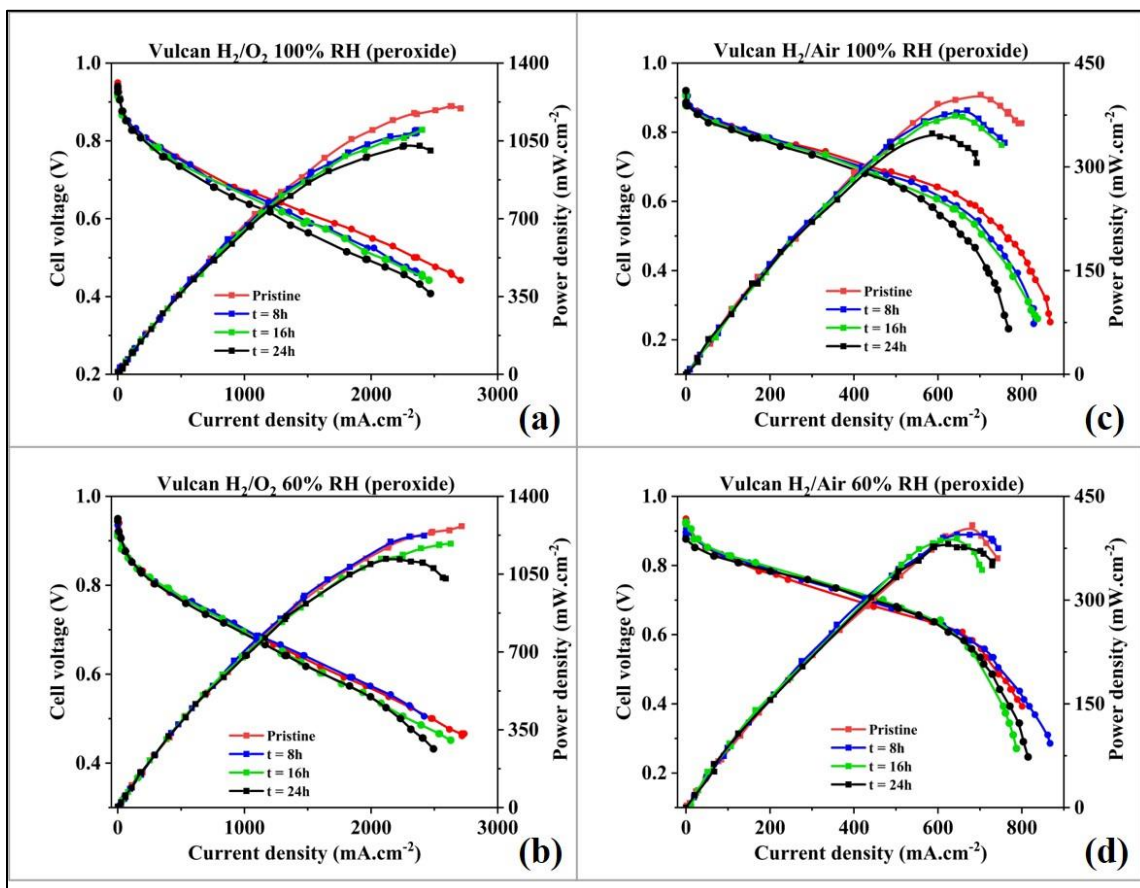 Vulcan H₂/O₂ 100% RH (peroxide)
1.0
0.8
0.6
0.4
0.2
Cell voltage (V)
1400
1050
700
350
0
Power density (mW.cm⁻²)
Pristine
t = 8h
t = 16h
t = 24h
0 1000 2000 3000
Current density (mA.cm⁻²)
(a)
Vulcan H₂/Air 100% RH (peroxide)
1.0
0.8
0.6
0.4
0.2
Cell voltage (V)
450
300
150
0
Power density (mW.cm⁻²)
Pristine
t = 8h
t = 16h
t = 24h
0 200 400 600 800
Current density (mA.cm⁻²)
(c)
Vulcan H₂/O₂ 60% RH (peroxide)
1.0
0.8
0.6
0.4
Cell voltage (V)
1400
1050
700
350
0
Power density (mW.cm⁻²)
Pristine
t = 8h
t = 16h
t = 24h
0 1000 2000 3000
Current density (mA.cm⁻²)
(b)
Vulcan H₂/Air 60% RH (peroxide)
1.0
0.8
0.6
0.4
0.2
Cell voltage (V)
450
300
150
0
Power density (mW.cm⁻²)
Pristine
t = 8h
t = 16h
t = 24h
0 200 400 600 800
Current density (mA.cm⁻²)
(d)